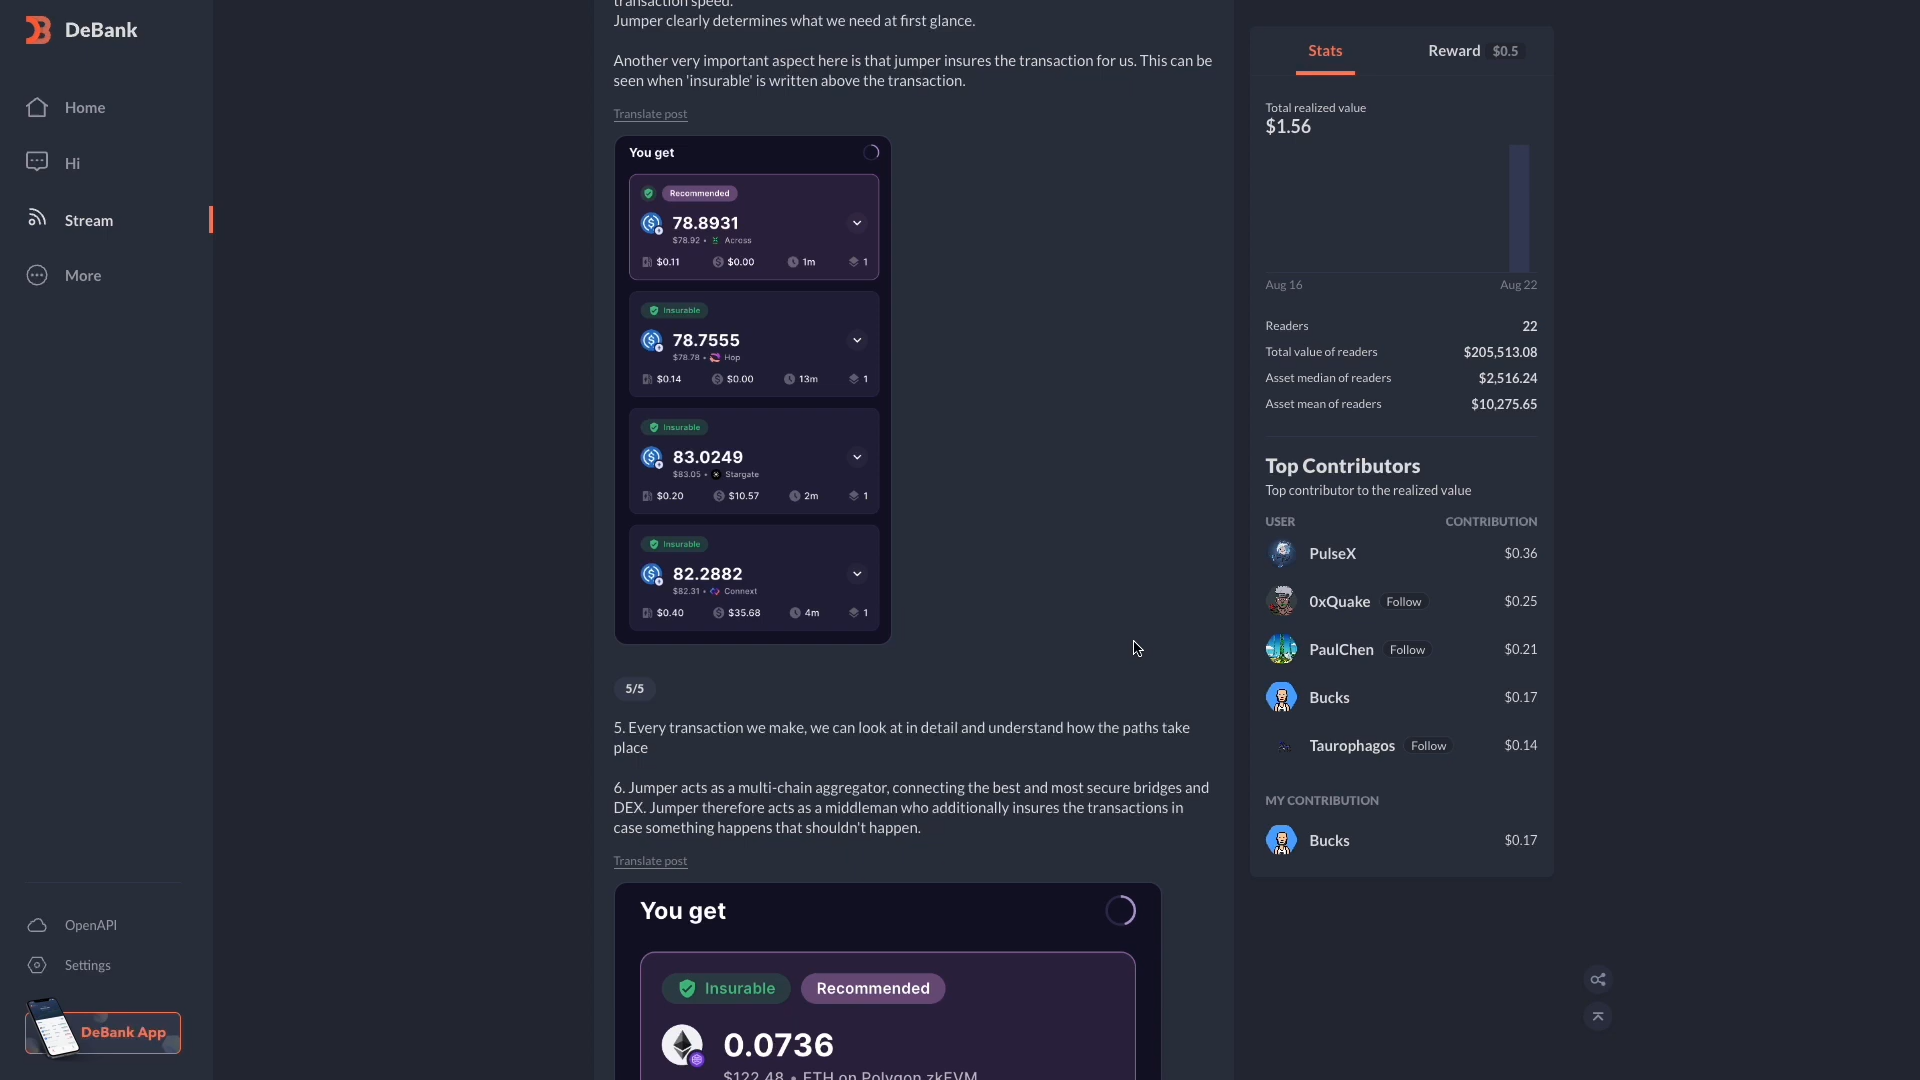 DeBank
Home
Hi
Stream
More
OpenAPI
Settings
DeBank App
transaction speed.
Jumper clearly determines what we need at first glance.
Another very important aspect here is that jumper insures the transaction for us. This can be
seen when 'insurable' is written above the transaction.
Translate post
You get
Recommended
78.8931
$78.92 • Across
$0.11 $0.00 1m 1
Insurable
78.7555
$78.78 • Hop
$0.14 $0.00 13m 1
Insurable
83.0249
$83.05 • Stargate
$0.20 $10.57 2m 1
Insurable
82.2882
$82.31 • Connext
$0.40 $35.68 4m 1
5/5
5. Every transaction we make, we can look at in detail and understand how the paths take
place
6. Jumper acts as a multi-chain aggregator, connecting the best and most secure bridges and
DEX. Jumper therefore acts as a middleman who additionally insures the transactions in
case something happens that shouldn't happen.
Translate post
You get
Insurable Recommended
0.0736
$122.48 • ETH on Polygon zkEVM
Stats Reward $0.5
Total realized value
$1.56
Aug 16 Aug 22
Readers 22
Total value of readers $205,513.08
Asset median of readers $2,516.24
Asset mean of readers $10,275.65
Top Contributors
Top contributor to the realized value
USER CONTRIBUTION
PulseX $0.36
0xQuake Follow $0.25
PaulChen Follow $0.21
Bucks $0.17
Taurophagos Follow $0.14
MY CONTRIBUTION
Bucks $0.17